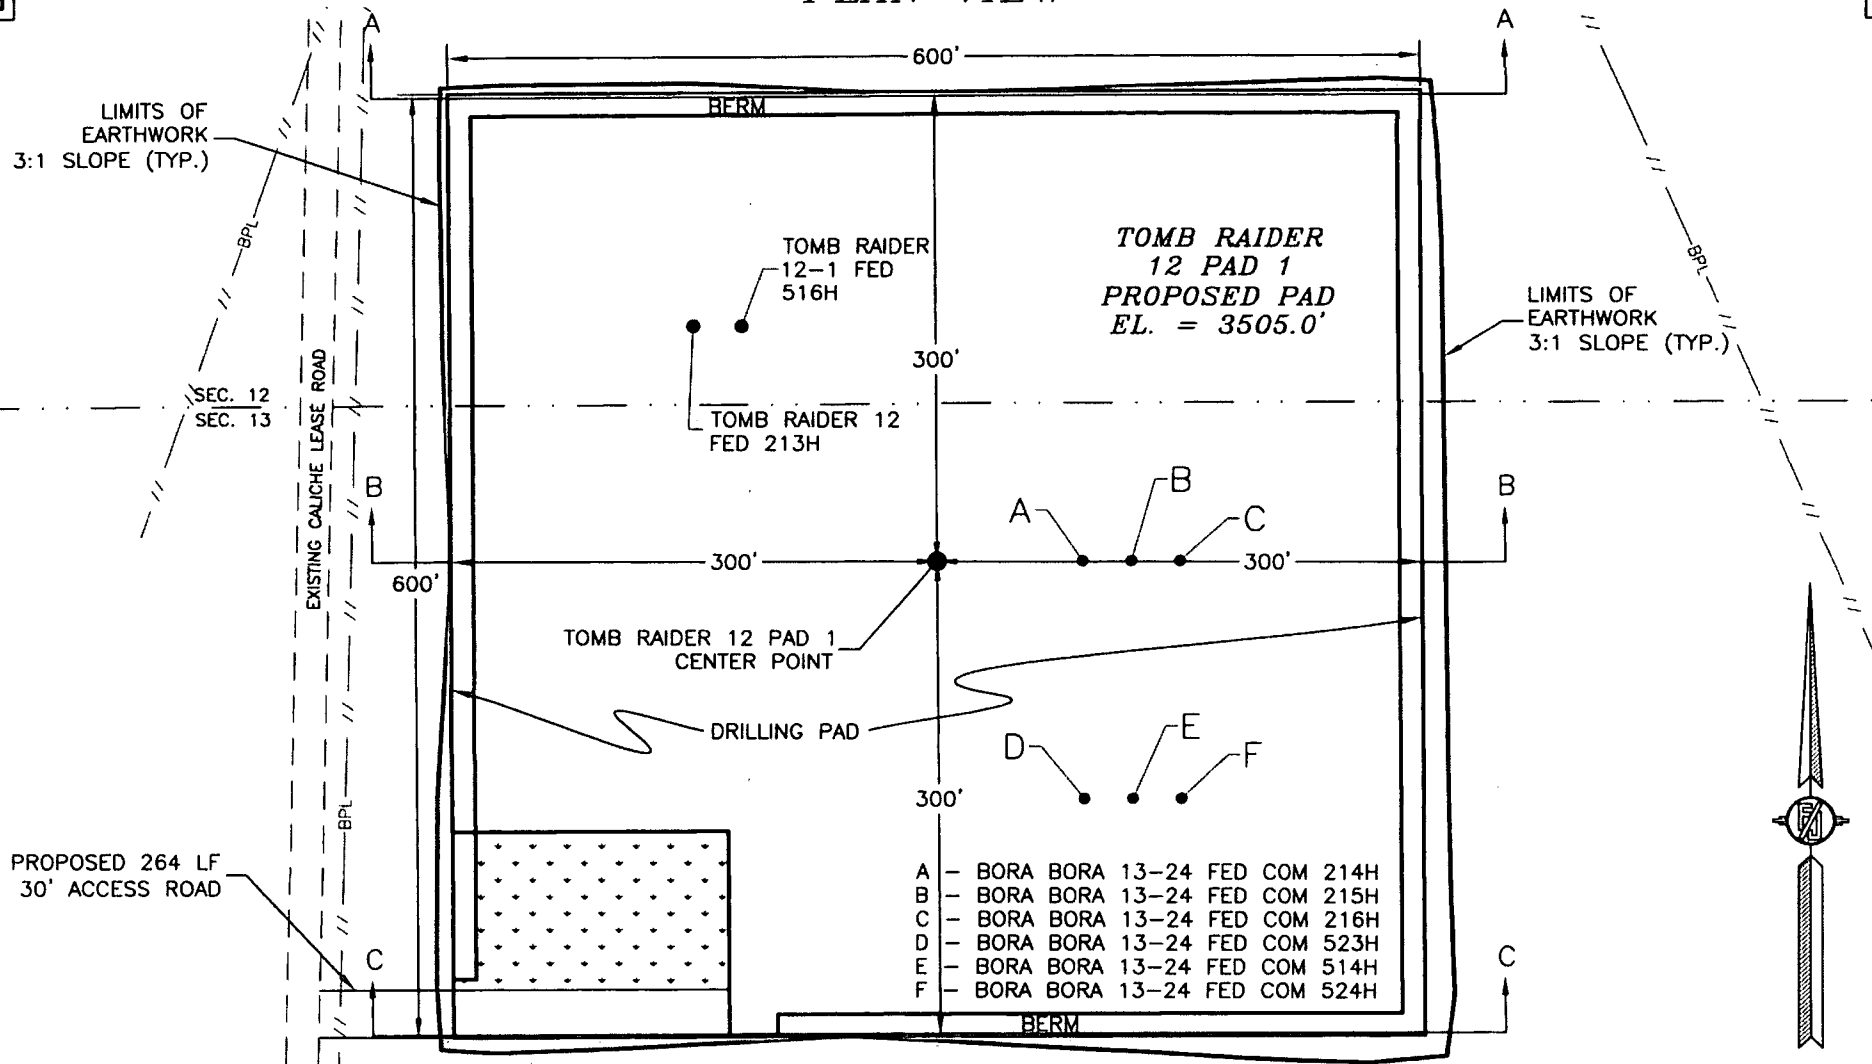 PLAN VIEW
A
A
600'
BERM
LIMITS OF
EARTHWORK
3:1 SLOPE (TYP.)
BPL
TOMB RAIDER
12-1 FED
516H
TOMB RAIDER
12 PAD 1
PROPOSED PAD
EL. = 3505.0'
BPL
LIMITS OF
EARTHWORK
3:1 SLOPE (TYP.)
300'
SEC. 12
SEC. 13
EXISTING CALICHE LEASE ROAD
TOMB RAIDER 12
FED 213H
B
B
A
B
C
300'
300'
600'
TOMB RAIDER 12 PAD 1
CENTER POINT
DRILLING PAD
D
E
F
300'
BPL
PROPOSED 264 LF
30' ACCESS ROAD
A - BORA BORA 13-24 FED COM 214H
B - BORA BORA 13-24 FED COM 215H
C - BORA BORA 13-24 FED COM 216H
D - BORA BORA 13-24 FED COM 523H
E - BORA BORA 13-24 FED COM 514H
F - BORA BORA 13-24 FED COM 524H
C
C
BERM